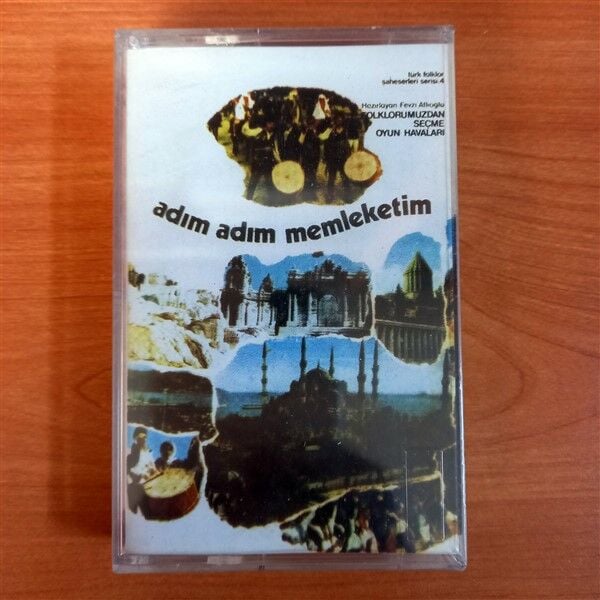 türk folklor
şaheserleri serisi.4
Hazırlayan Fevzi Atlıoğlu
FOLKLORUMUZDAN
SEÇME
OYUN HAVALARI
adım adım memleketim